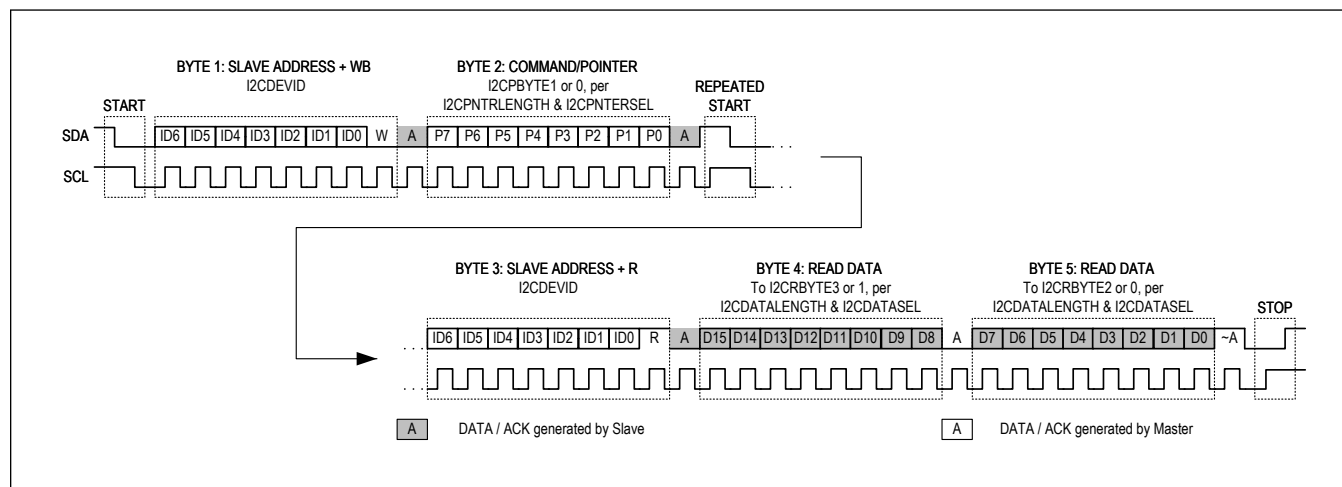 BYTE 1: SLAVE ADDRESS + WB
I2CDEVID
BYTE 2: COMMAND/POINTER
I2CPBYTE1 or 0, per
I2CPNTRLENGTH & I2CPNTERSEL
START
REPEATED
START
SDA ID6 ID5 ID4 ID3 ID2 ID1 ID0 W A P7 P6 P5 P4 P3 P2 P1 P0 A . . .
SCL . . .
BYTE 3: SLAVE ADDRESS + R
I2CDEVID
BYTE 4: READ DATA
To I2CRBYTE3 or 1, per
I2CDATALENGTH & I2CDATASEL
BYTE 5: READ DATA
To I2CRBYTE2 or 0, per
I2CDATALENGTH & I2CDATASEL
STOP
. . . ID6 ID5 ID4 ID3 ID2 ID1 ID0 R A D15 D14 D13 D12 D11 D10 D9 D8 A D7 D6 D5 D4 D3 D2 D1 D0 ~A
. . .
A DATA / ACK generated by Slave
A DATA / ACK generated by Master